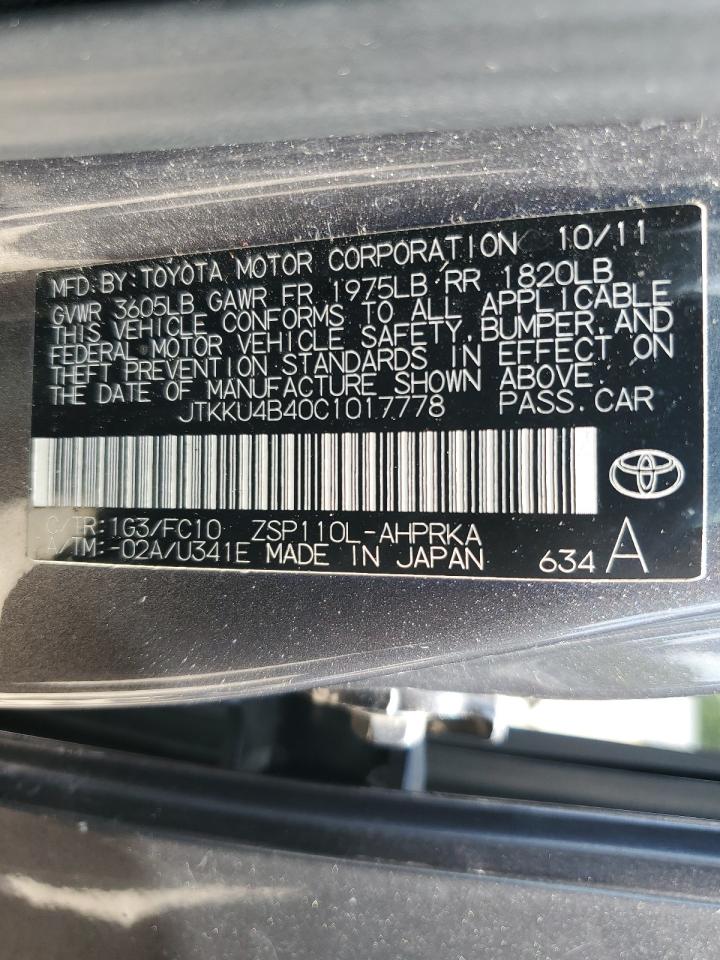 MFD.BY:TOYOTA MOTOR CORPORATION 10/11
GVWR 3605LB GAWR FR 1975LB RR 1820LB
THIS VEHICLE CONFORMS TO ALL APPLICABLE
FEDERAL MOTOR VEHICLE SAFETY,BUMPER,AND
THEFT PREVENTION STANDARDS IN EFFECT ON
THE DATE OF MANUFACTURE SHOWN ABOVE.
JTKKU4B40C1017778 PASS.CAR
C/TR:1G3/FC10 ZSP110L-AHPRKA
A/TM:-02A/U341E MADE IN JAPAN 634 A